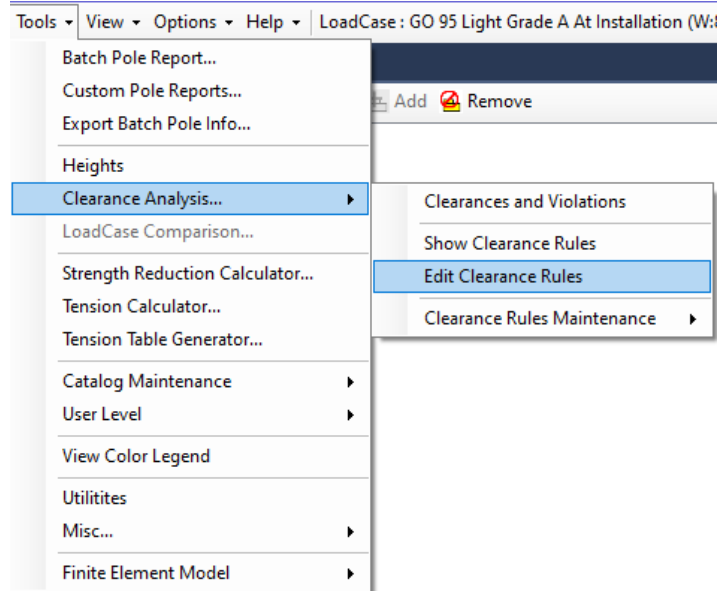 Tools View Options Help LoadCase : GO 95 Light Grade A At Installation (W:8
Batch Pole Report...
Custom Pole Reports...
Add Remove
Export Batch Pole Info...
Heights
Clearance Analysis...
Clearances and Violations
LoadCase Comparison...
Show Clearance Rules
Strength Reduction Calculator...
Edit Clearance Rules
Tension Calculator...
Clearance Rules Maintenance
Tension Table Generator...
Catalog Maintenance
User Level
View Color Legend
Utilitites
Misc...
Finite Element Model